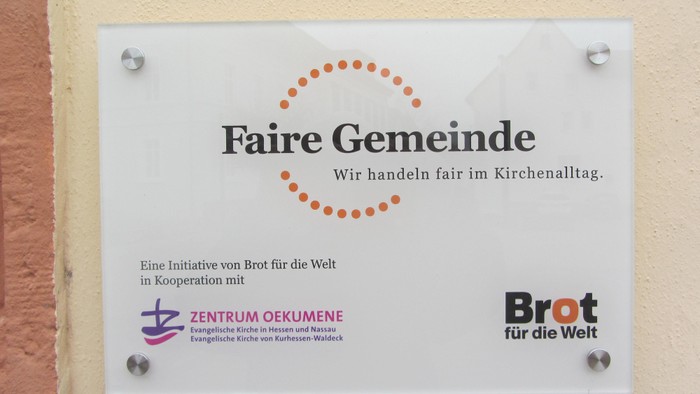 Faire Gemeinde
Wir handeln fair im Kirchenalltag.
Eine Initiative von Brot für die Welt
in Kooperation mit
ZENTRUM OEKUMENE
Evangelische Kirche in Hessen und Nassau
Evangelische Kirche von Kurhessen-Waldeck
Brot
für die Welt